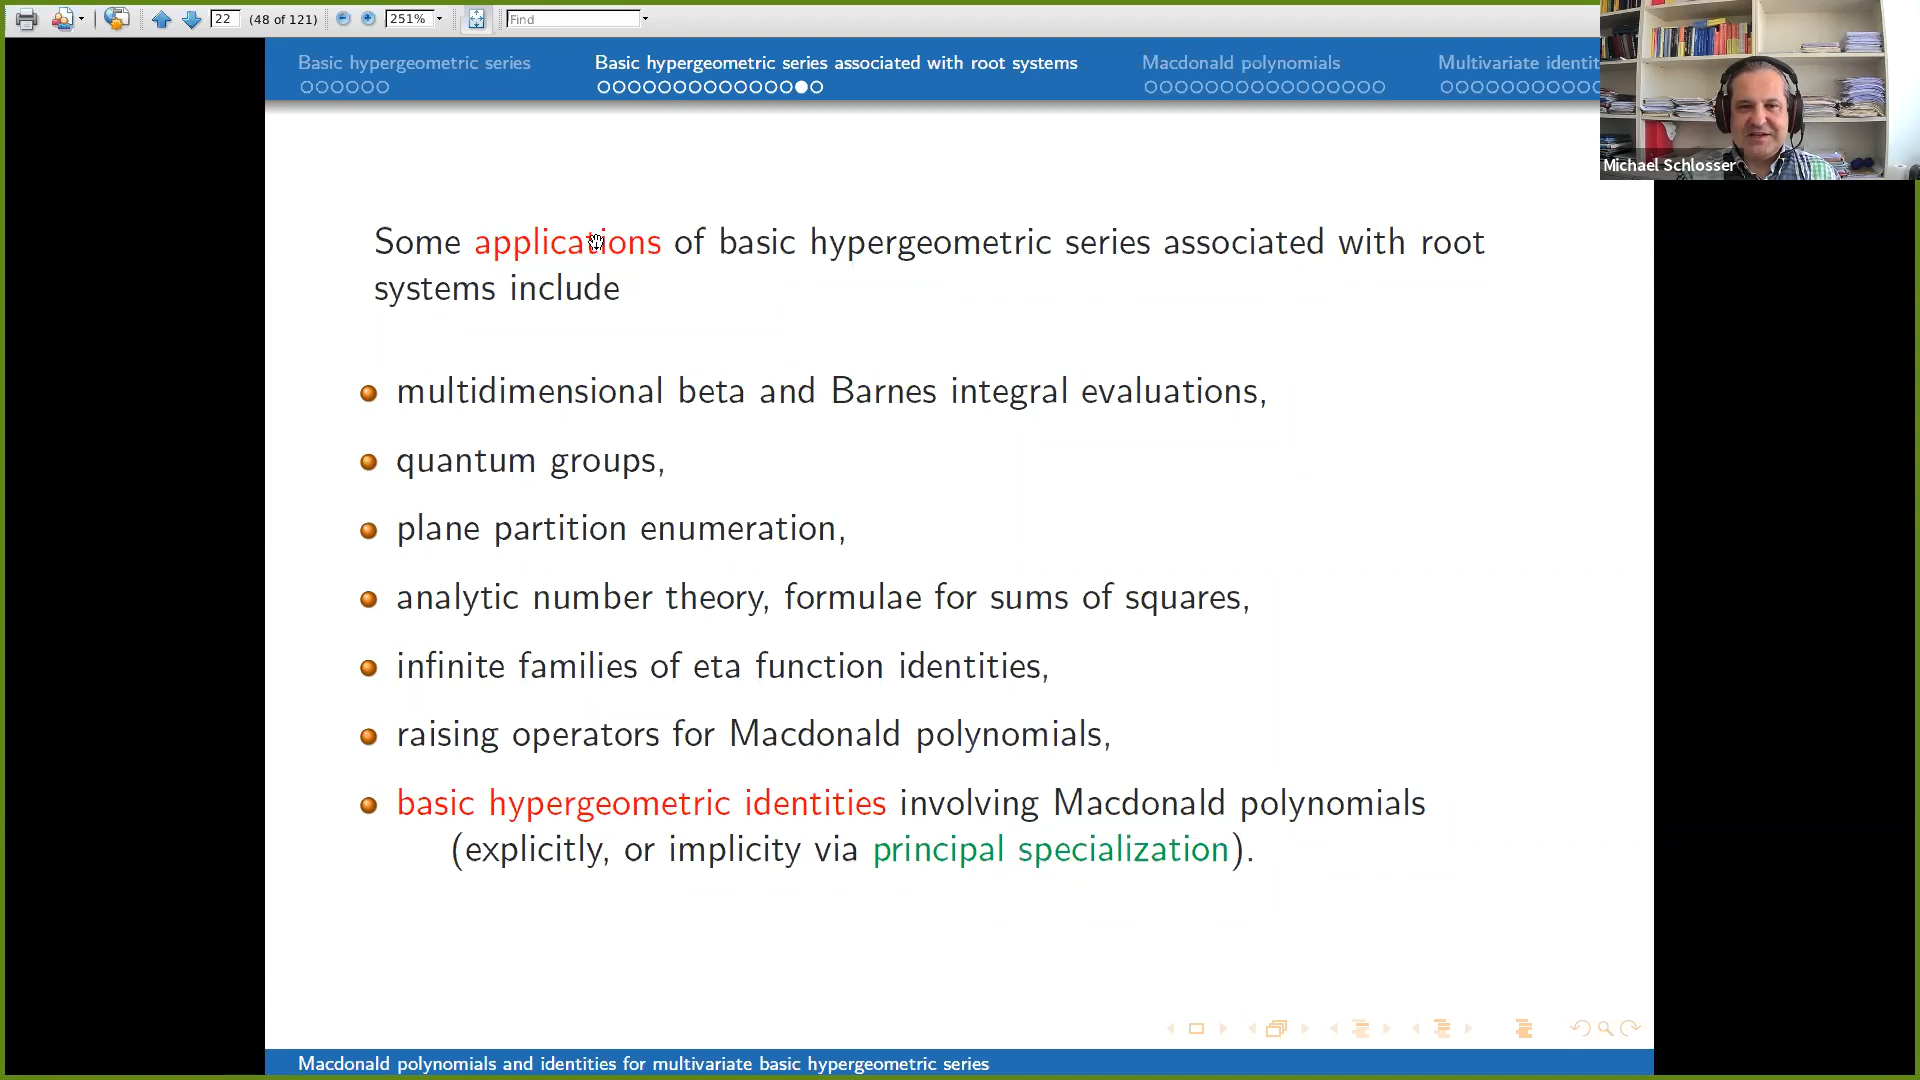 22 (48 of 121) 251% Find
Basic hypergeometric series
Basic hypergeometric series associated with root systems
Macdonald polynomials
Multivariate identit
Michael Schlosser
Some applications of basic hypergeometric series associated with root
systems include
multidimensional beta and Barnes integral evaluations,
quantum groups,
plane partition enumeration,
analytic number theory, formulae for sums of squares,
infinite families of eta function identities,
raising operators for Macdonald polynomials,
basic hypergeometric identities involving Macdonald polynomials
(explicitly, or implicity via principal specialization).
Macdonald polynomials and identities for multivariate basic hypergeometric series